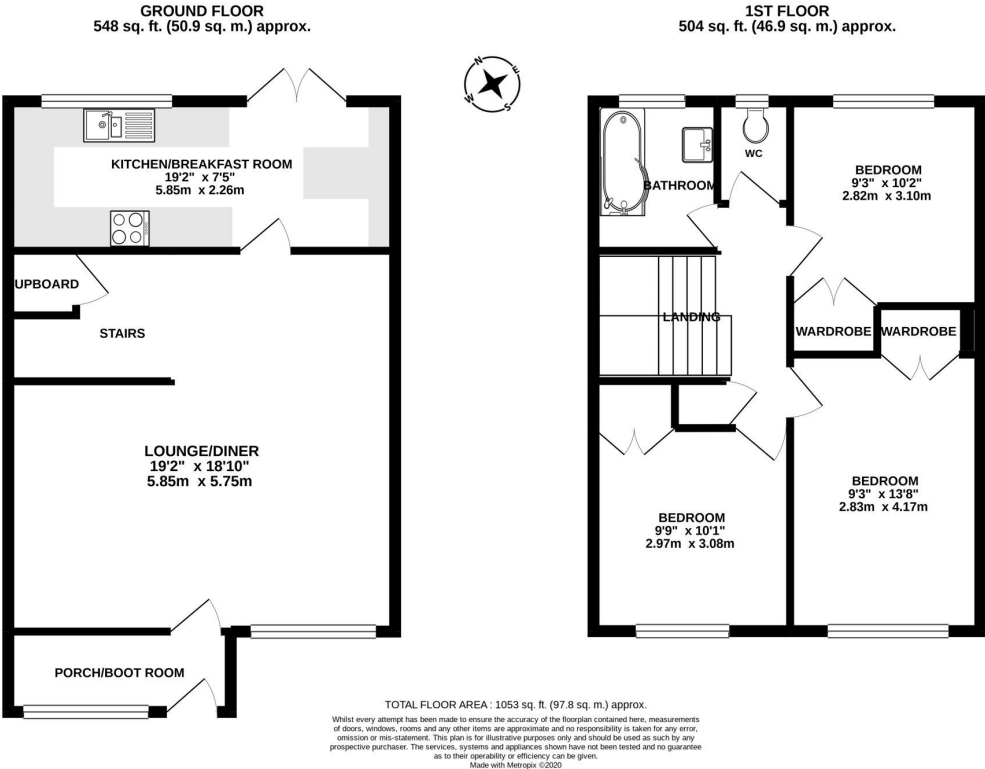 GROUND FLOOR
548 sq. ft. (50.9 sq. m.) approx.
1ST FLOOR
504 sq. ft. (46.9 sq. m.) approx.
N
E
S
W
KITCHEN/BREAKFAST ROOM
19'2" x 7'5"
5.85m x 2.26m
UPBOARD
STAIRS
LOUNGE/DINER
19'2" x 18'10"
5.85m x 5.75m
PORCH/BOOT ROOM
BATHROOM
WC
BEDROOM
9'3" x 10'2"
2.82m x 3.10m
LANDING
WARDROBE
WARDROBE
BEDROOM
9'9" x 10'1"
2.97m x 3.08m
BEDROOM
9'3" x 13'8"
2.83m x 4.17m
TOTAL FLOOR AREA : 1053 sq. ft. (97.8 sq. m.) approx.
Whilst every attempt has been made to ensure the accuracy of the floorplan contained here, measurements
of doors, windows, rooms and any other items are approximate and no responsibility is taken for any error,
omission or mis-statement. This plan is for illustrative purposes only and should be used as such by any
prospective purchaser. The services, systems and appliances shown have not been tested and no guarantee
as to their operability or efficiency can be given.
Made with Metropix ©2020